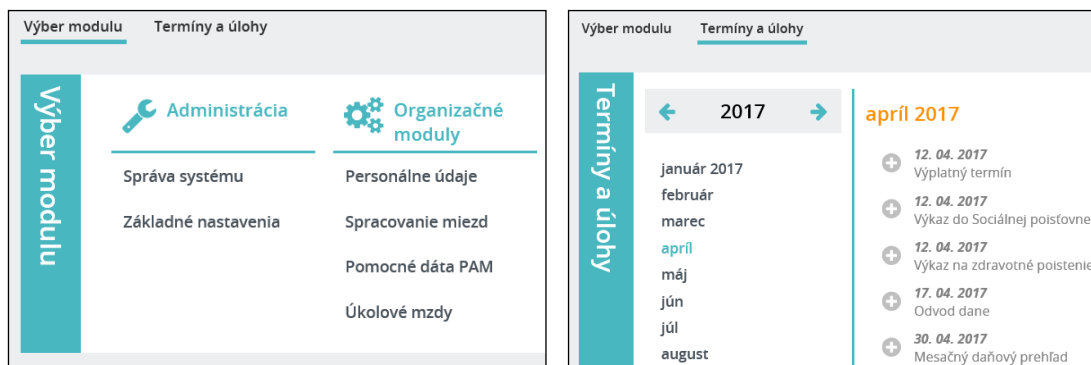 Výber modulu
Termíny a úlohy
Výber modulu
Administrácia
Správa systému
Základné nastavenia
Organizačné
moduly
Personálne údaje
Spracovanie miezd
Pomocné dáta PAM
Úkolové mzdy
Výber modulu
Termíny a úlohy
Termíny a úlohy
2017
január 2017
február
marec
apríl
máj
jún
júl
august
apríl 2017
12. 04. 2017
Výplatný termín
12. 04. 2017
Výkaz do Sociálnej poisťovne
12. 04. 2017
Výkaz na zdravotné poistenie
17. 04. 2017
Odvod dane
30. 04. 2017
Mesačný daňový prehľad